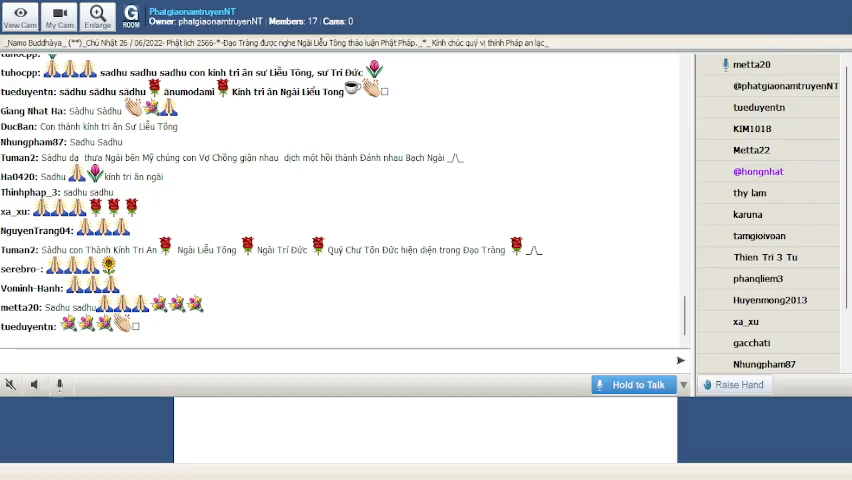 PhatgiaonamtruyenNT
Owner: phatgiaonamtruyenNT | Members: 17 | Cams: 0
View Cam
My Cam
Enlarge
G
ROOM
_Namo Buddhàya_ (**)_Chủ Nhật 26 / 06/2022- Phật lịch 2566-*-Đạo Tràng được nghe Ngài Liễu Tông thảo luận Phật Pháp._*_ Kính chúc quý vị thính Pháp an lạc_
tuhocpp: sadhu sadhu sadhu con kính tri ân sư Liễu Tông, sư Trí Đức
tueduyentn: sādhu sādhu sādhu ānumodami Kính tri ân Ngài Liễu Tong
Giang Nhat Ha: Sàdhu Sàdhu
DucBan: Con thành kính tri ân Sư Liễu Tông
Nhungpham87: Sadhu Sadhu
Tuman2: Sādhu dạ thưa Ngài bên Mỹ chúng con Vợ Chồng giận nhau dịch một hồi thành Đánh nhau Bạch Ngài _/\_
Ha0420: Sadhu kính tri ân ngài
Thinhphap_3: sadhu sadhu
xa_xu:
NguyenTrang04:
Tuman2: Sādhu con Thành Kính Tri Ân Ngài Liễu Tông Ngài Trí Đức Quý Chư Tôn Đức hiện diện trong Đạo Tràng _/\_
serebro-:
Vominh-Hanh:
metta20: Sadhu sadhu
tueduyentn:
Hold to Talk
metta20
@phatgiaonamtruyenNT
tueduyentn
KIM1018
Metta22
@hongnhat
thy lam
karuna
tamgioivoan
Thien Tri 3 Tu
phanqliem3
Huyenmong2013
xa_xu
gacchati
Nhungpham87
Raise Hand